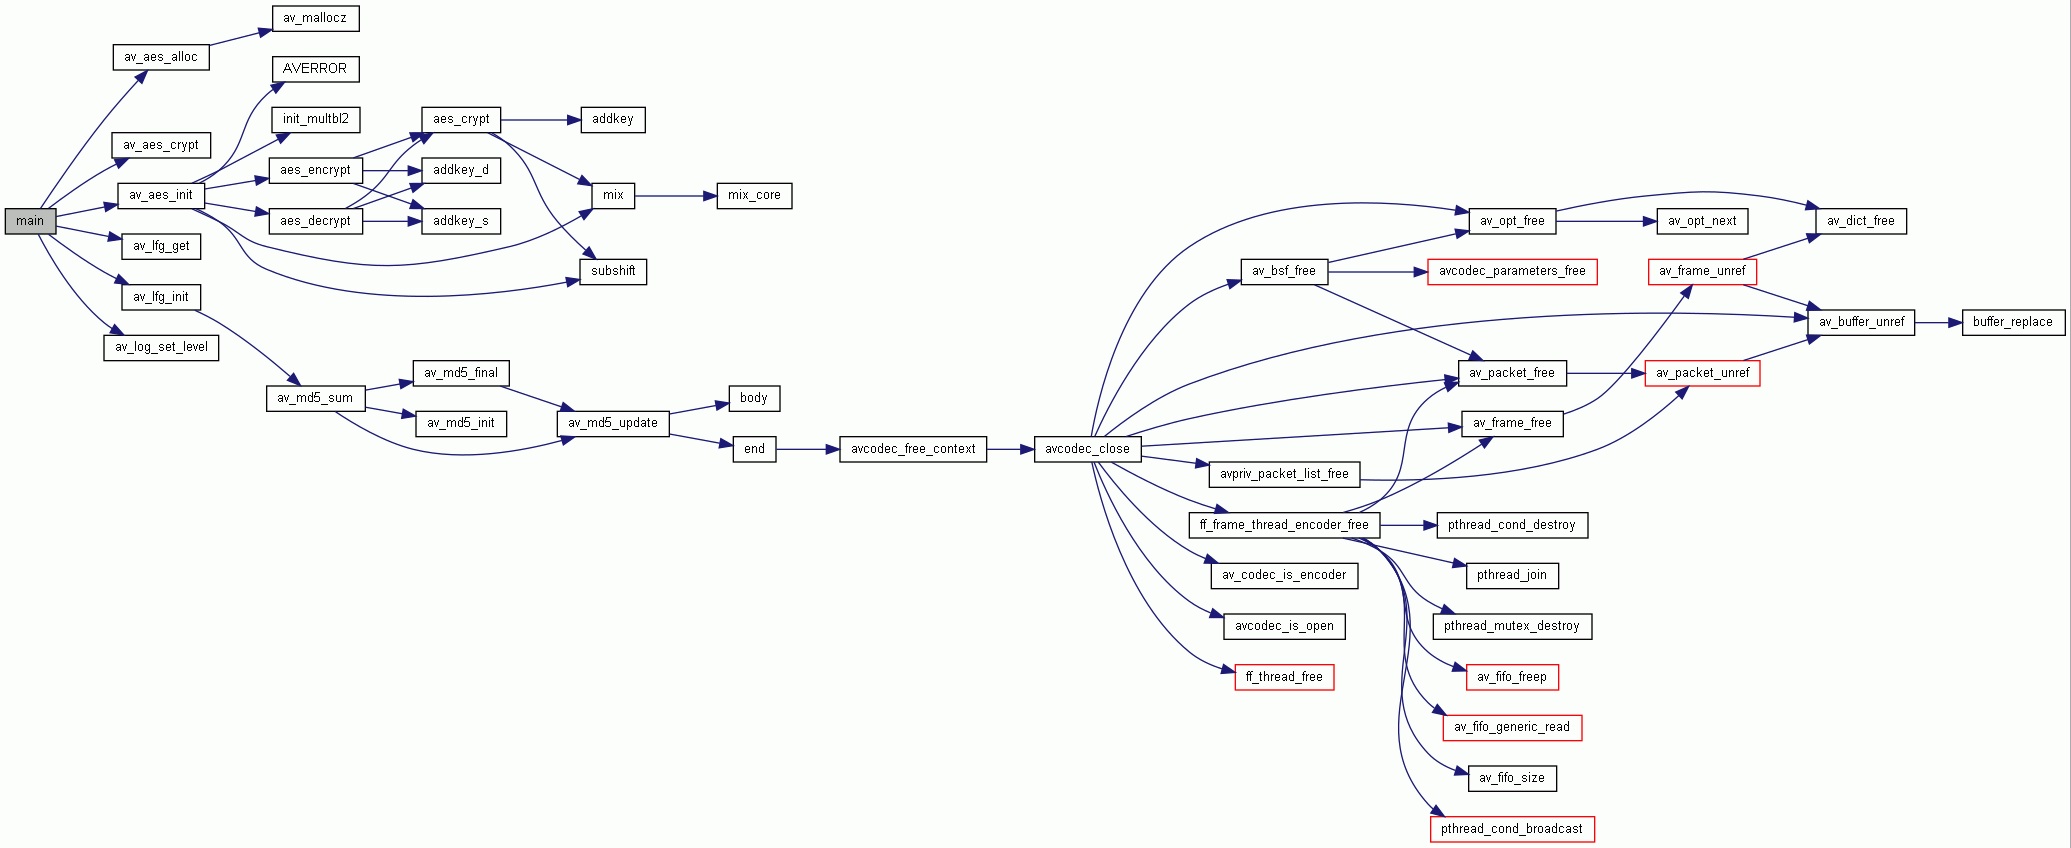 main
av_aes_alloc
av_mallocz
av_aes_crypt
av_aes_init
AVERROR
init_multbl2
aes_encrypt
aes_decrypt
aes_crypt
addkey_d
addkey_s
addkey
mix
mix_core
subshift
av_lfg_get
av_lfg_init
av_log_set_level
av_md5_sum
av_md5_final
av_md5_init
av_md5_update
body
end
avcodec_free_context
avcodec_close
av_bsf_free
avpriv_packet_list_free
ff_frame_thread_encoder_free
av_codec_is_encoder
avcodec_is_open
ff_thread_free
av_opt_free
avcodec_parameters_free
av_packet_free
av_frame_free
pthread_cond_destroy
pthread_join
pthread_mutex_destroy
av_fifo_freep
av_fifo_generic_read
av_fifo_size
pthread_cond_broadcast
av_opt_next
av_frame_unref
av_packet_unref
av_dict_free
av_buffer_unref
buffer_replace